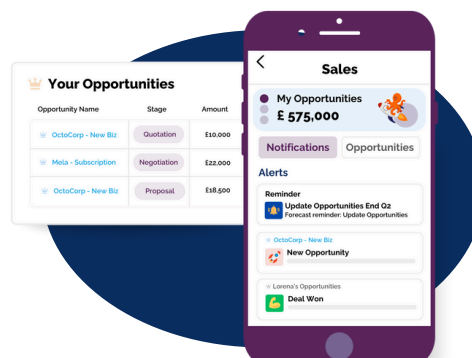 Your Opportunities
Opportunity Name Stage Amount
OctoCorp - New Biz Quotation £10,000
Mela - Subscription Negotiation £22,000
OctoCorp - New Biz Proposal £18,500
Sales
My Opportunities
£ 575,000
Notifications Opportunities
Alerts
Reminder
Update Opportunities End Q2
Forecast reminder: Update Opportunities
OctoCorp - New Biz
New Opportunity
Lorena's Opportunities
Deal Won